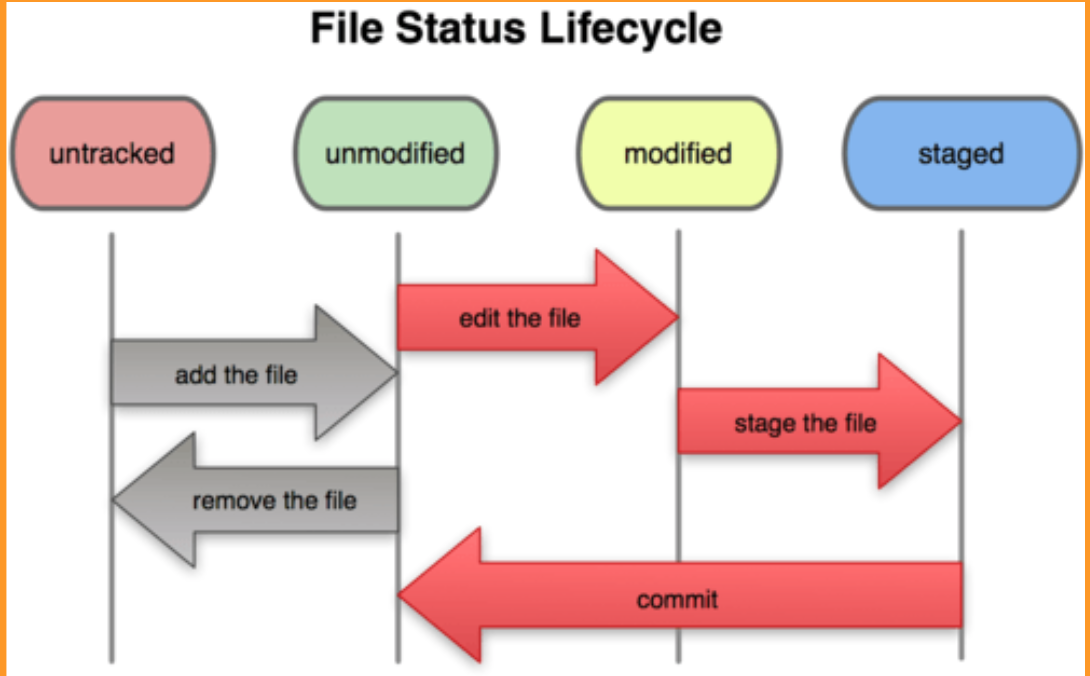 File Status Lifecycle
untracked
unmodified
modified
staged
edit the file
add the file
stage the file
remove the file
commit